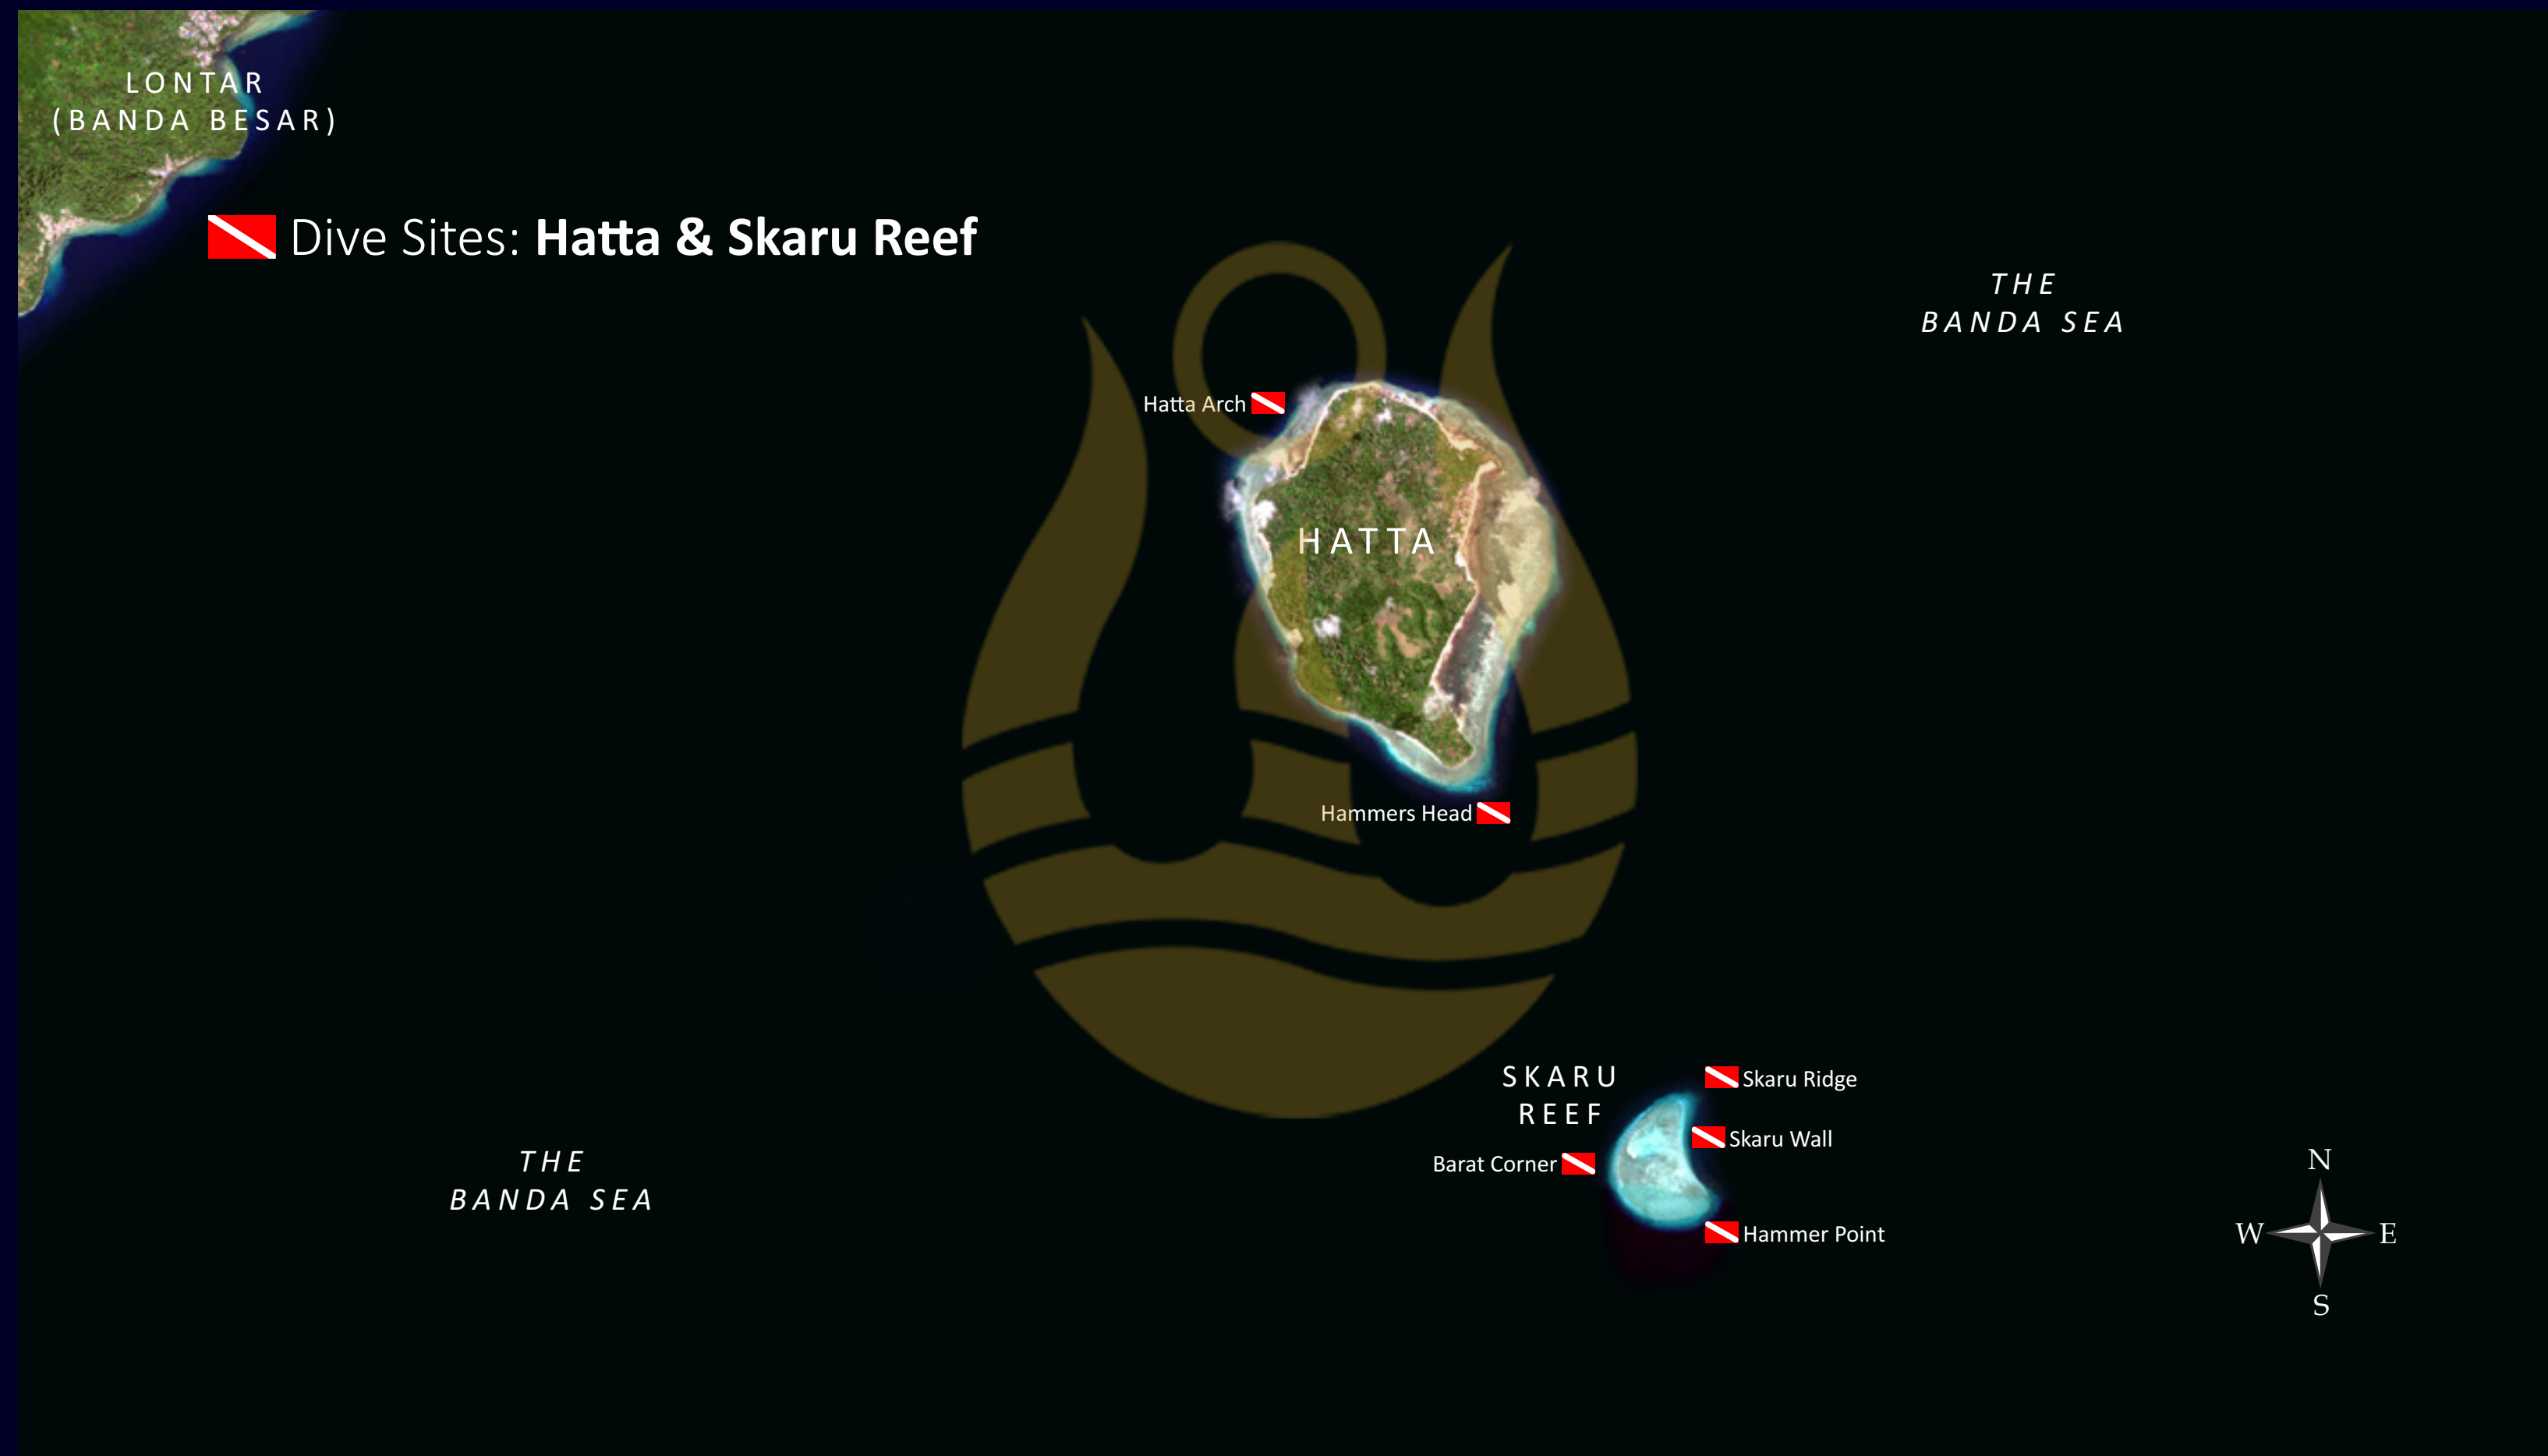 LONTAR
(BANDA BESAR)
Dive Sites: Hatta & Skaru Reef
THE
BANDA SEA
Hatta Arch
HATTA
Hammers Head
SKARU
REEF
Skaru Ridge
Skaru Wall
Barat Corner
Hammer Point
THE
BANDA SEA
N
W E
S